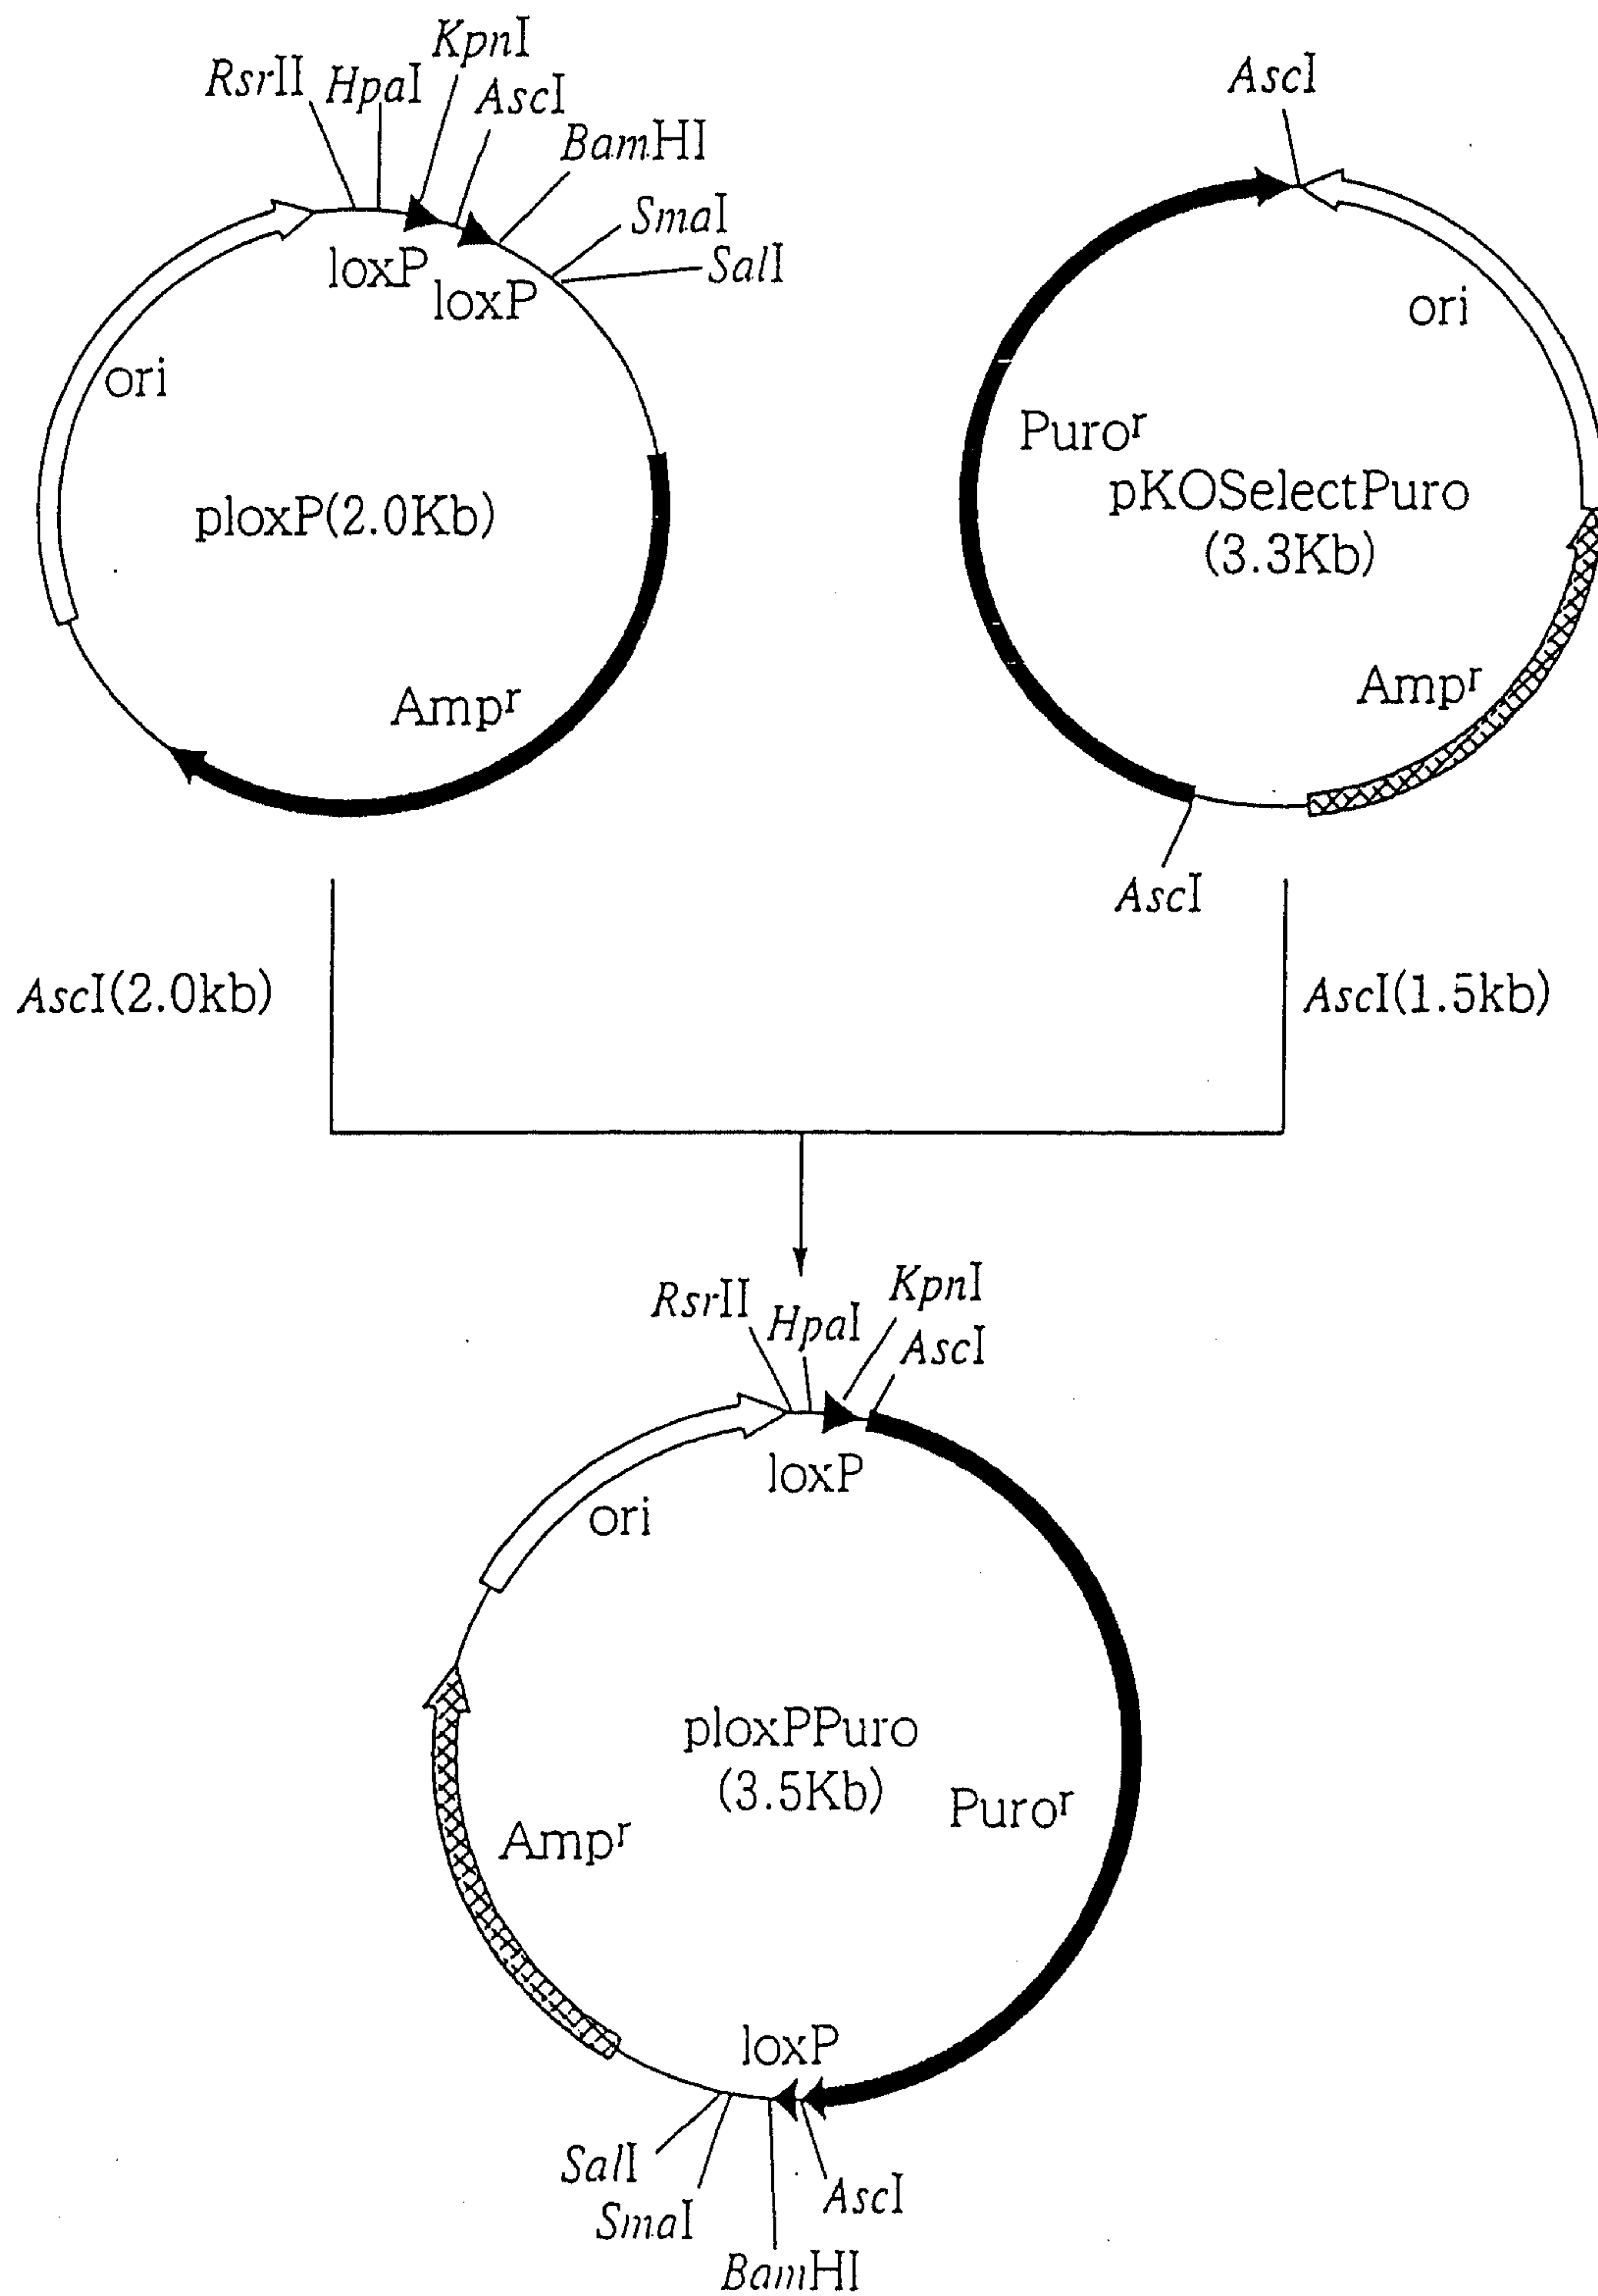 RsrII
HpaI
KpnI
AscI
BamHI
SmaI
SalI
loxP
loxP
ori
ploxP(2.0Kb)
Ampr
AscI
ori
Puror
pKOSelectPuro
(3.3Kb)
Ampr
AscI
AscI(2.0kb)
AscI(1.5kb)
RsrII
HpaI
KpnI
AscI
loxP
ori
ploxPPuro
(3.5Kb)
Puror
Ampr
loxP
SalI
SmaI
BamHI
AscI